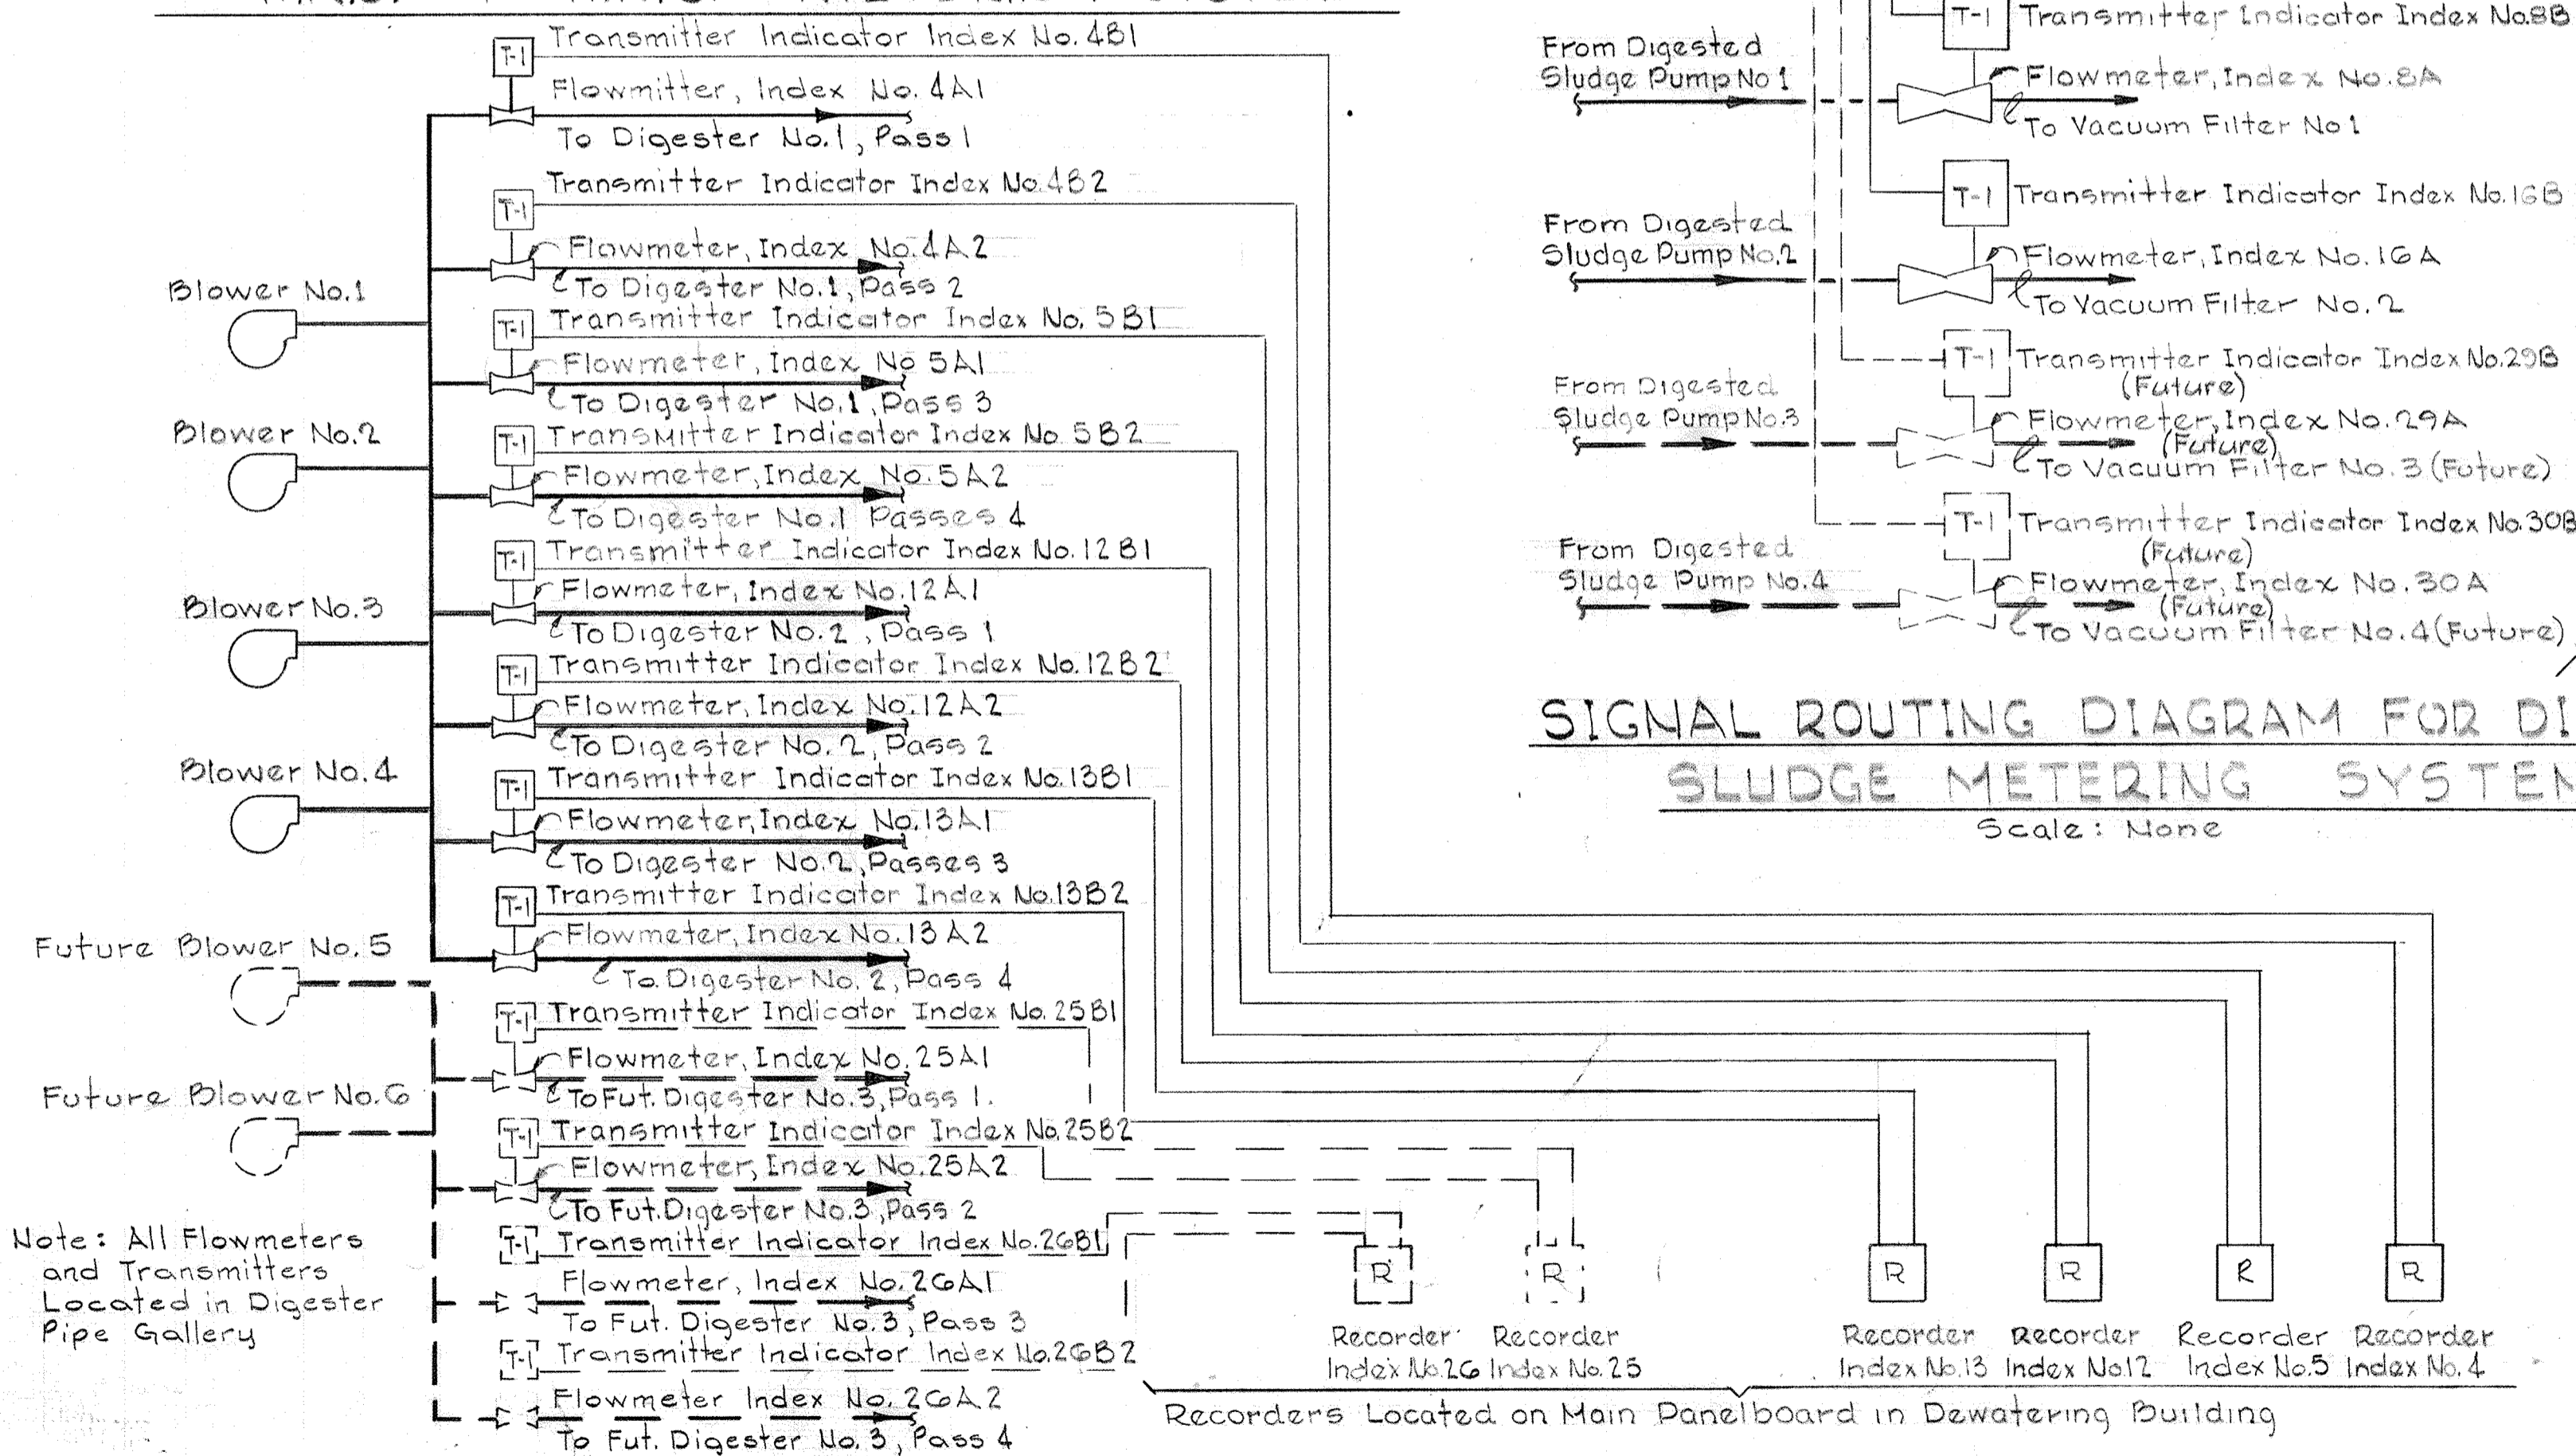 T-1 Transmitter Indicator Index No. 4B1
Flowmitter, Index No. 4A1
To Digester No.1, Pass 1
T-1 Transmitter Indicator Index No. 4B2
Flowmeter, Index No. 4A2
To Digester No.1, Pass 2
Blower No.1
T-1 Transmitter Indicator Index No. 5B1
Flowmeter, Index No 5A1
To Digester No.1, Pass 3
Blower No.2
T-1 Transmitter Indicator Index No. 5B2
Flowmeter, Index No. 5A2
To Digester No.1 Passes 4
T-1 Transmitter Indicator Index No. 12B1
Flowmeter, Index No. 12A1
To Digester No. 2, Pass 1
Blower No.3
T-1 Transmitter Indicator Index No. 12B2
Flowmeter, Index No. 12A2
To Digester No. 2, Pass 2
Blower No.4
T-1 Transmitter Indicator Index No. 13B1
Flowmeter, Index No. 13A1
To Digester No. 2, Passes 3
T-1 Transmitter Indicator Index No. 13B2
Flowmeter, Index No. 13A2
To Digester No. 2, Pass 4
Future Blower No. 5
T-1 Transmitter Indicator Index No. 25B1
Flowmeter, Index No. 25A1
To Fut. Digester No. 3, Pass 1.
Future Blower No. 6
T-1 Transmitter Indicator Index No. 25B2
Flowmeter, Index No. 25A2
To Fut. Digester No. 3, Pass 2
T-1 Transmitter Indicator Index No. 26B1
Flowmeter, Index No. 26A1
To Fut. Digester No. 3, Pass 3
T-1 Transmitter Indicator Index No. 26B2
Flowmeter Index No. 26A2
To Fut. Digester No. 3, Pass 4
Note: All Flowmeters
and Transmitters
Located in Digester
Pipe Gallery
T-1 Transmitter Indicator Index No. 8B
From Digested
Sludge Pump No 1
Flowmeter, Index No. 8A
To Vacuum Filter No 1
T-1 Transmitter Indicator Index No. 16B
From Digested
Sludge Pump No. 2
Flowmeter, Index No. 16A
To Vacuum Filter No. 2
T-1 Transmitter Indicator Index No. 29B
(Future)
From Digested
Sludge Pump No. 3
Flowmeter, Index No. 29A
(Future)
To Vacuum Filter No. 3 (Future)
T-1 Transmitter Indicator Index No. 30B
(Future)
From Digested
Sludge Pump No. 4
Flowmeter, Index No. 30A
(Future)
To Vacuum Filter No. 4 (Future)
SIGNAL ROUTING DIAGRAM FOR DI
SLUDGE METERING SYSTEM
Scale: None
R R R R R R
Recorder Recorder Recorder Recorder Recorder Recorder
Index No. 26 Index No. 25 Index No. 13 Index No. 12 Index No. 5 Index No. 4
Recorders Located on Main Panelboard in Dewatering Building